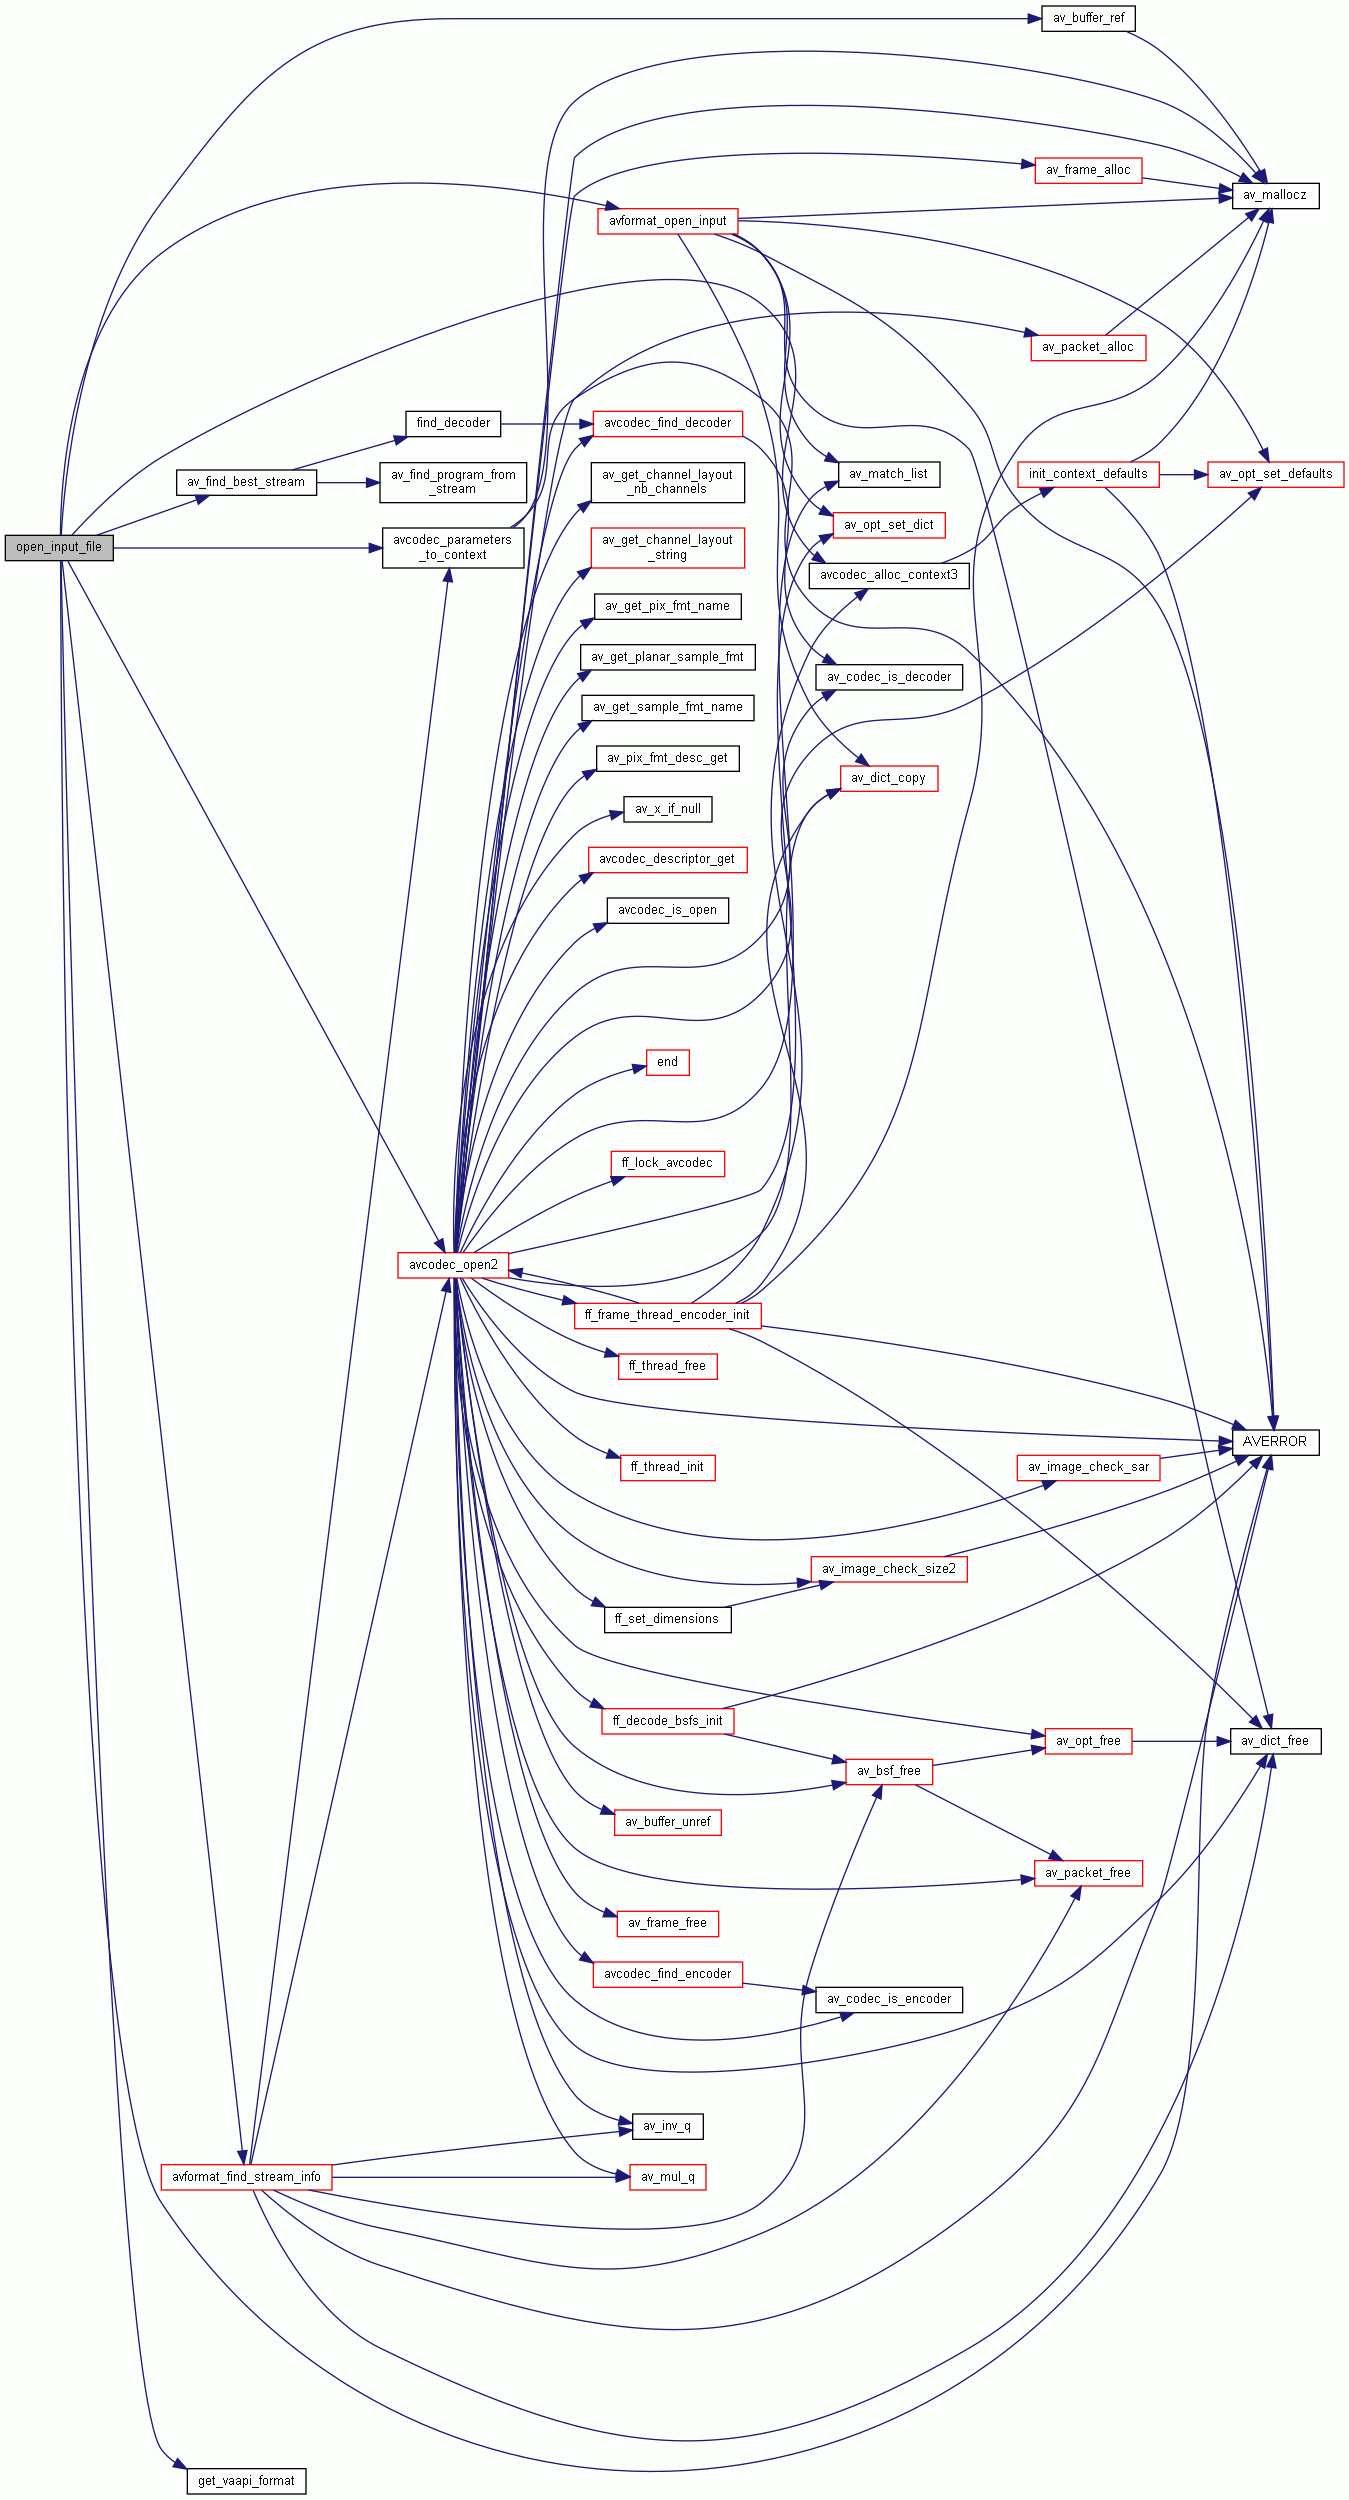 av_buffer_ref
av_frame_alloc
av_mallocz
avformat_open_input
av_packet_alloc
find_decoder
avcodec_find_decoder
av_find_best_stream
av_find_program_from
_stream
av_get_channel_layout
_nb_channels
av_match_list
init_context_defaults
av_opt_set_defaults
av_opt_set_dict
open_input_file
avcodec_parameters
_to_context
av_get_channel_layout
_string
avcodec_alloc_context3
av_get_pix_fmt_name
av_get_planar_sample_fmt
av_codec_is_decoder
av_get_sample_fmt_name
av_pix_fmt_desc_get
av_dict_copy
av_x_if_null
avcodec_descriptor_get
avcodec_is_open
end
ff_lock_avcodec
avcodec_open2
ff_frame_thread_encoder_init
ff_thread_free
AVERROR
ff_thread_init
av_image_check_sar
av_image_check_size2
ff_set_dimensions
ff_decode_bsfs_init
av_opt_free
av_dict_free
av_bsf_free
av_buffer_unref
av_packet_free
av_frame_free
avcodec_find_encoder
av_codec_is_encoder
av_inv_q
avformat_find_stream_info
av_mul_q
get_vaapi_format